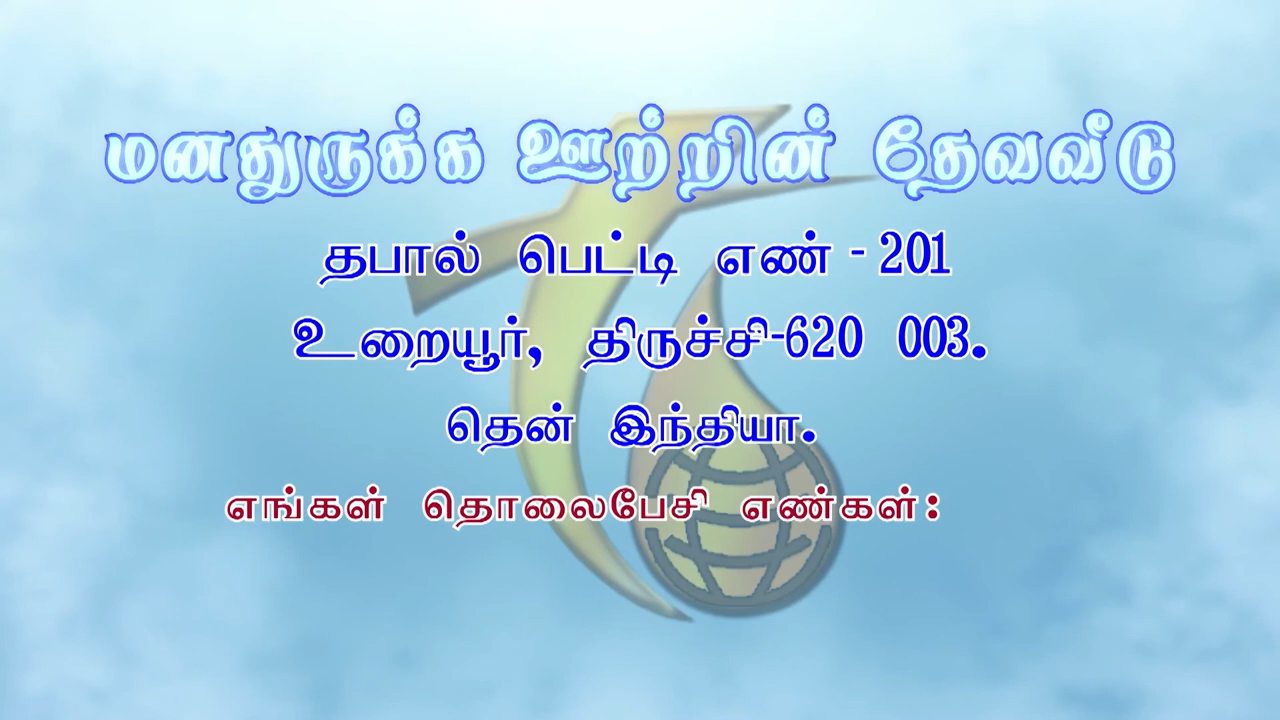 மனதுருக்க ஊற்றின் தேவவீடு
தபால் பெட்டி எண் - 201
உறையூர், திருச்சி-620 003.
தென் இந்தியா.
எங்கள் தொலைபேசி எண்கள்: